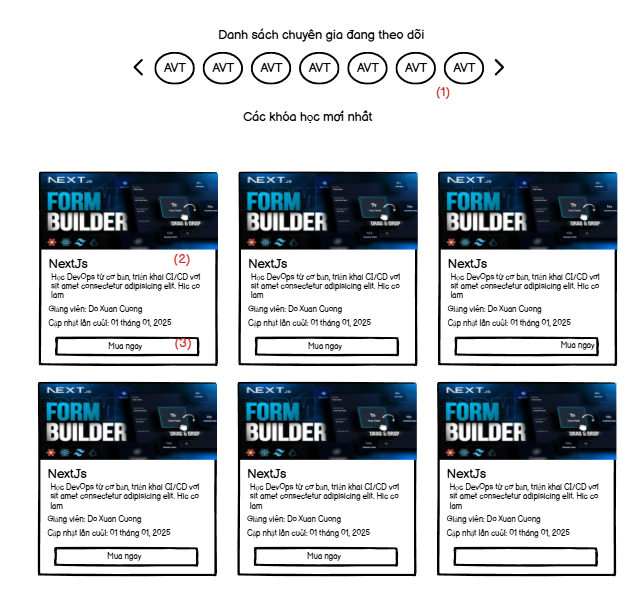 Danh sách chuyên gia đang theo dõi
< AVT AVT AVT AVT AVT AVT AVT >
(1)
Các khóa học mới nhất
NEXT.JS
FORM
BUILDER
DRAG & DROP
NextJs
(2)
Học DevOps từ cơ bản, triển khai CI/CD với
sit amet consectetur adipisicing elit. Hic co
lam
Giảng viên: Do Xuan Cuong
Cập nhật lần cuối: 01 tháng 01, 2025
Mua ngay
(3)
NEXT.JS
FORM
BUILDER
DRAG & DROP
NextJs
Học DevOps từ cơ bản, triển khai CI/CD với
sit amet consectetur adipisicing elit. Hic co
lam
Giảng viên: Do Xuan Cuong
Cập nhật lần cuối: 01 tháng 01, 2025
Mua ngay
NEXT.JS
FORM
BUILDER
DRAG & DROP
NextJs
Học DevOps từ cơ bản, triển khai CI/CD với
sit amet consectetur adipisicing elit. Hic co
lam
Giảng viên: Do Xuan Cuong
Cập nhật lần cuối: 01 tháng 01, 2025
Mua ngay
NEXT.JS
FORM
BUILDER
DRAG & DROP
NextJs
Học DevOps từ cơ bản, triển khai CI/CD với
sit amet consectetur adipisicing elit. Hic co
lam
Giảng viên: Do Xuan Cuong
Cập nhật lần cuối: 01 tháng 01, 2025
Mua ngay
NEXT.JS
FORM
BUILDER
DRAG & DROP
NextJs
Học DevOps từ cơ bản, triển khai CI/CD với
sit amet consectetur adipisicing elit. Hic co
lam
Giảng viên: Do Xuan Cuong
Cập nhật lần cuối: 01 tháng 01, 2025
Mua ngay
NEXT.JS
FORM
BUILDER
DRAG & DROP
NextJs
Học DevOps từ cơ bản, triển khai CI/CD với
sit amet consectetur adipisicing elit. Hic co
lam
Giảng viên: Do Xuan Cuong
Cập nhật lần cuối: 01 tháng 01, 2025